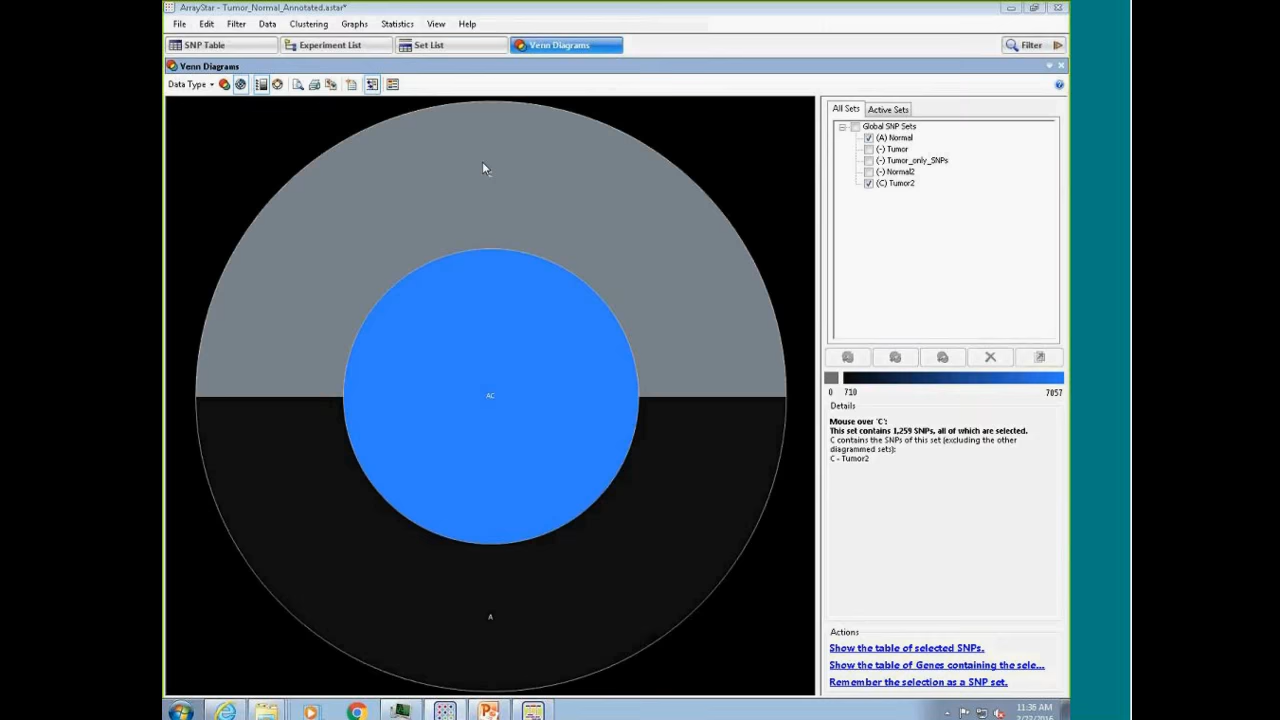 ArrayStar - Tumor_Normal_Annotated.astar*
File Edit Filter Data Clustering Graphs Statistics View Help
SNP Table Experiment List Set List Venn Diagrams Filter
Venn Diagrams
Data Type
All Sets Active Sets
Global SNP Sets
(A) Normal
(-) Tumor
(-) Tumor_only_SNPs
(-) Normal2
(C) Tumor2
AC
A
0 710 7057
Details
Mouse over 'C':
This set contains 1,259 SNPs, all of which are selected.
C contains the SNPs of this set (excluding the other
diagrammed sets):
C - Tumor2
Actions
Show the table of selected SNPs.
Show the table of Genes containing the sele...
Remember the selection as a SNP set.
11:36 AM